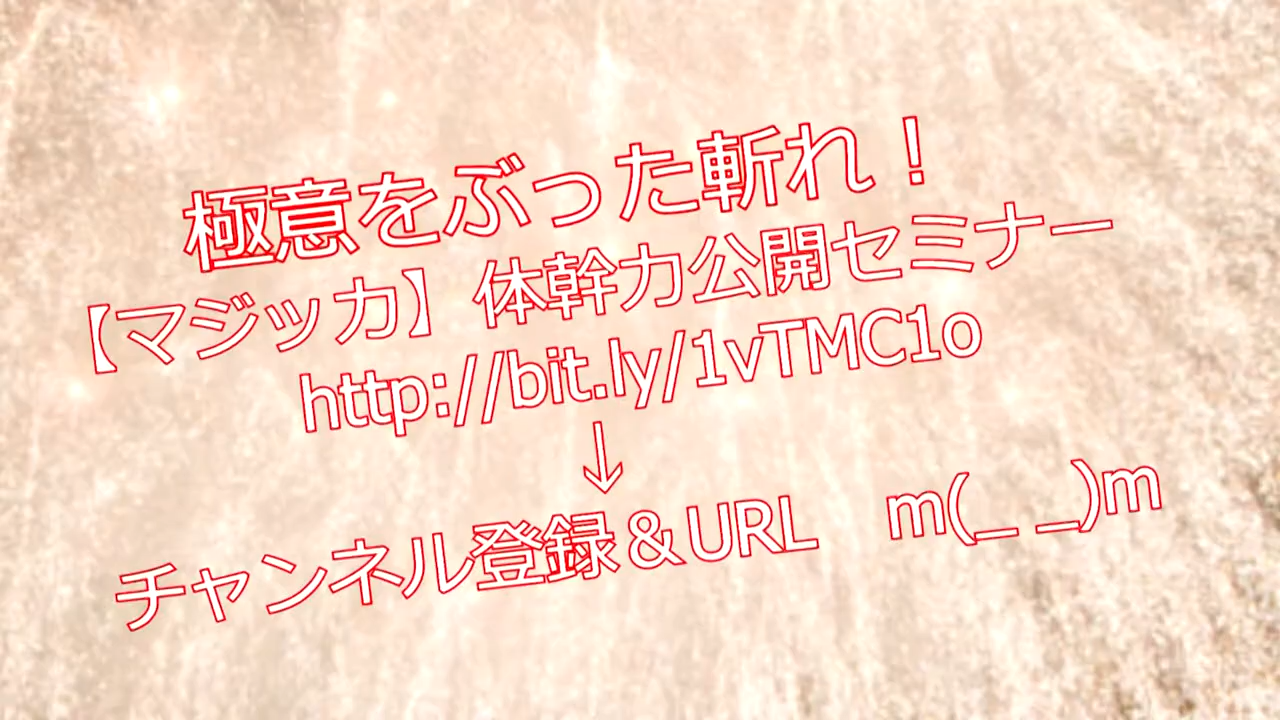 極意をぶった斬れ！
【マジッカ】体幹力公開セミナー
http://bit.ly/1vTMC1o
↓
チャンネル登録＆URL　m(_ _)m